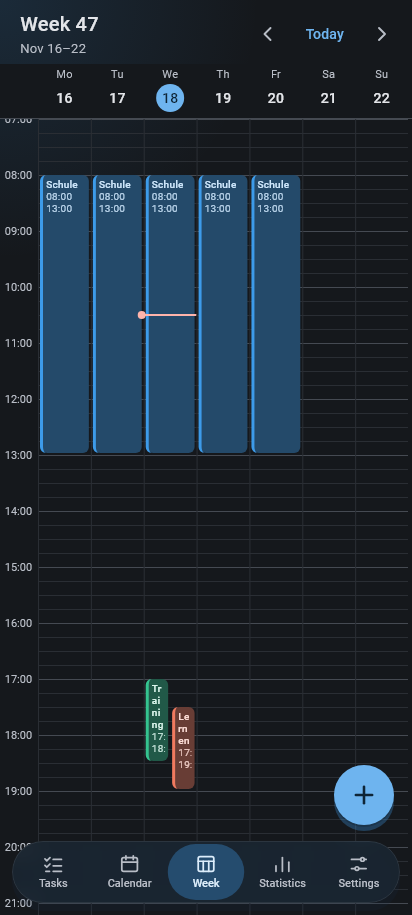 Week 47
Nov 16–22
Today
Mo Tu We Th Fr Sa Su
16 17 18 19 20 21 22
07:00
08:00
Schule Schule Schule Schule Schule
08:00 08:00 08:00 08:00 08:00
13:00 13:00 13:00 13:00 13:00
09:00
10:00
11:00
12:00
13:00
14:00
15:00
16:00
17:00
Tr
ai
ni
ng
17:
18:
Le
rn
en
17:
19:
18:00
19:00
20:00
Tasks Calendar Week Statistics Settings
21:00